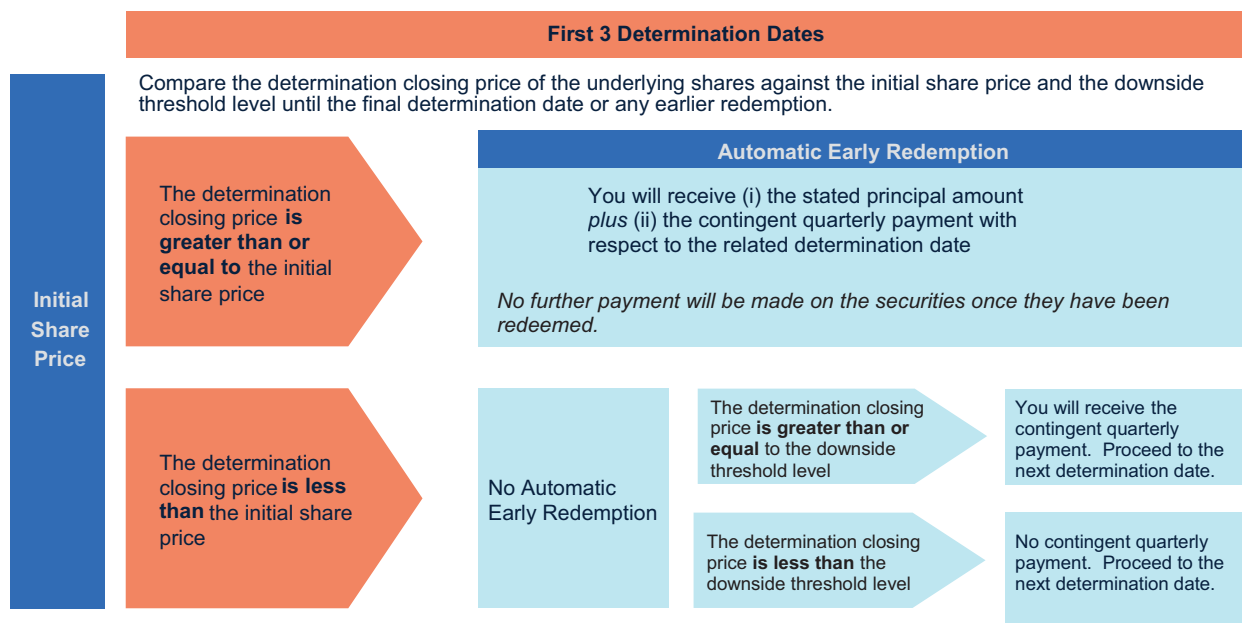 First 3 Determination Dates
Compare the determination closing price of the underlying shares against the initial share price and the downside
threshold level until the final determination date or any earlier redemption.
Initial
Share
Price
The determination
closing price is
greater than or
equal to the initial
share price
Automatic Early Redemption
You will receive (i) the stated principal amount
plus (ii) the contingent quarterly payment with
respect to the related determination date
No further payment will be made on the securities once they have been
redeemed.
The determination
closing price is less
than the initial share
price
No Automatic
Early Redemption
The determination closing
price is greater than or
equal to the downside
threshold level
You will receive the
contingent quarterly
payment.  Proceed to the
next determination date.
The determination closing
price is less than the
downside threshold level
No contingent quarterly
payment.  Proceed to the
next determination date.